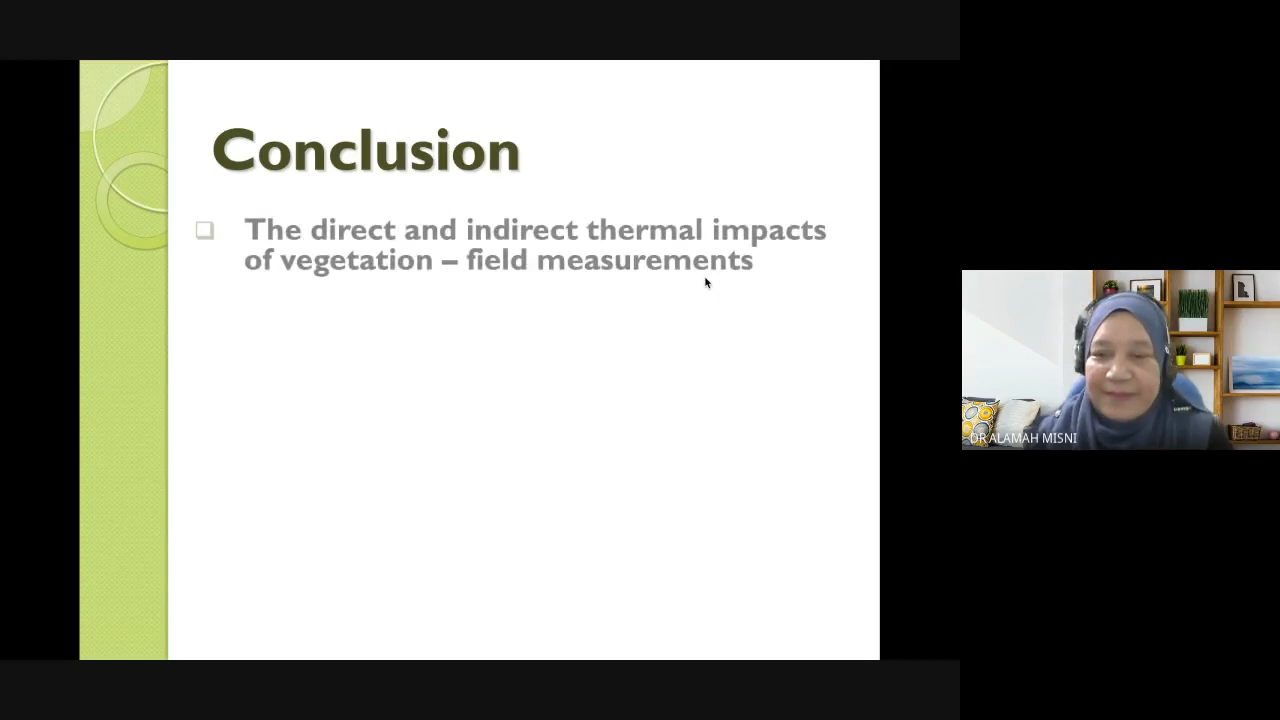 Conclusion
The direct and indirect thermal impacts
of vegetation – field measurements
DR ALAMAH MISNI